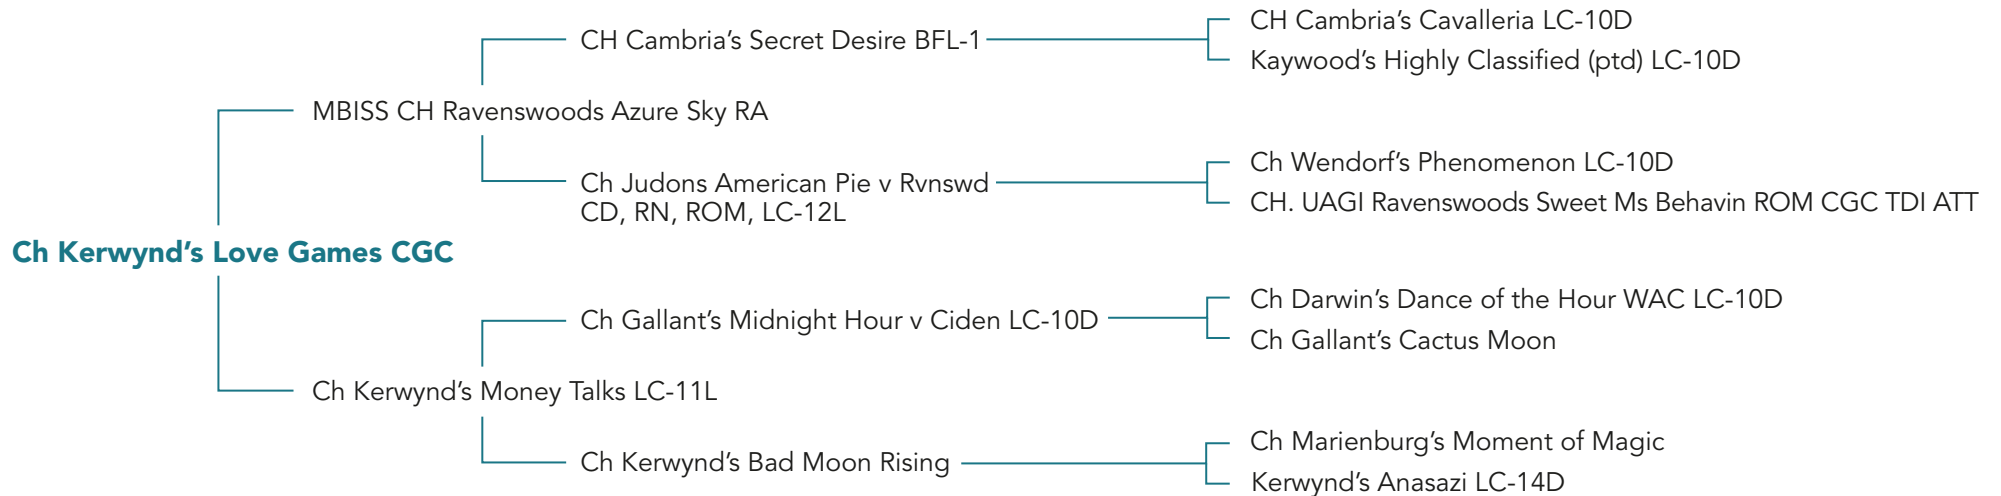 CH Cambria’s Cavalleria LC-10D
CH Cambria’s Secret Desire BFL-1
Kaywood’s Highly Classified (ptd) LC-10D
MBISS CH Ravenswoods Azure Sky RA
Ch Wendorf’s Phenomenon LC-10D
Ch Judons American Pie v Rvnswd
CD, RN, ROM, LC-12L
CH. UAGI Ravenswoods Sweet Ms Behavin ROM CGC TDI ATT
Ch Kerwynd’s Love Games CGC
Ch Darwin’s Dance of the Hour WAC LC-10D
Ch Gallant’s Midnight Hour v Ciden LC-10D
Ch Gallant’s Cactus Moon
Ch Kerwynd’s Money Talks LC-11L
Ch Marienburg’s Moment of Magic
Ch Kerwynd’s Bad Moon Rising
Kerwynd’s Anasazi LC-14D